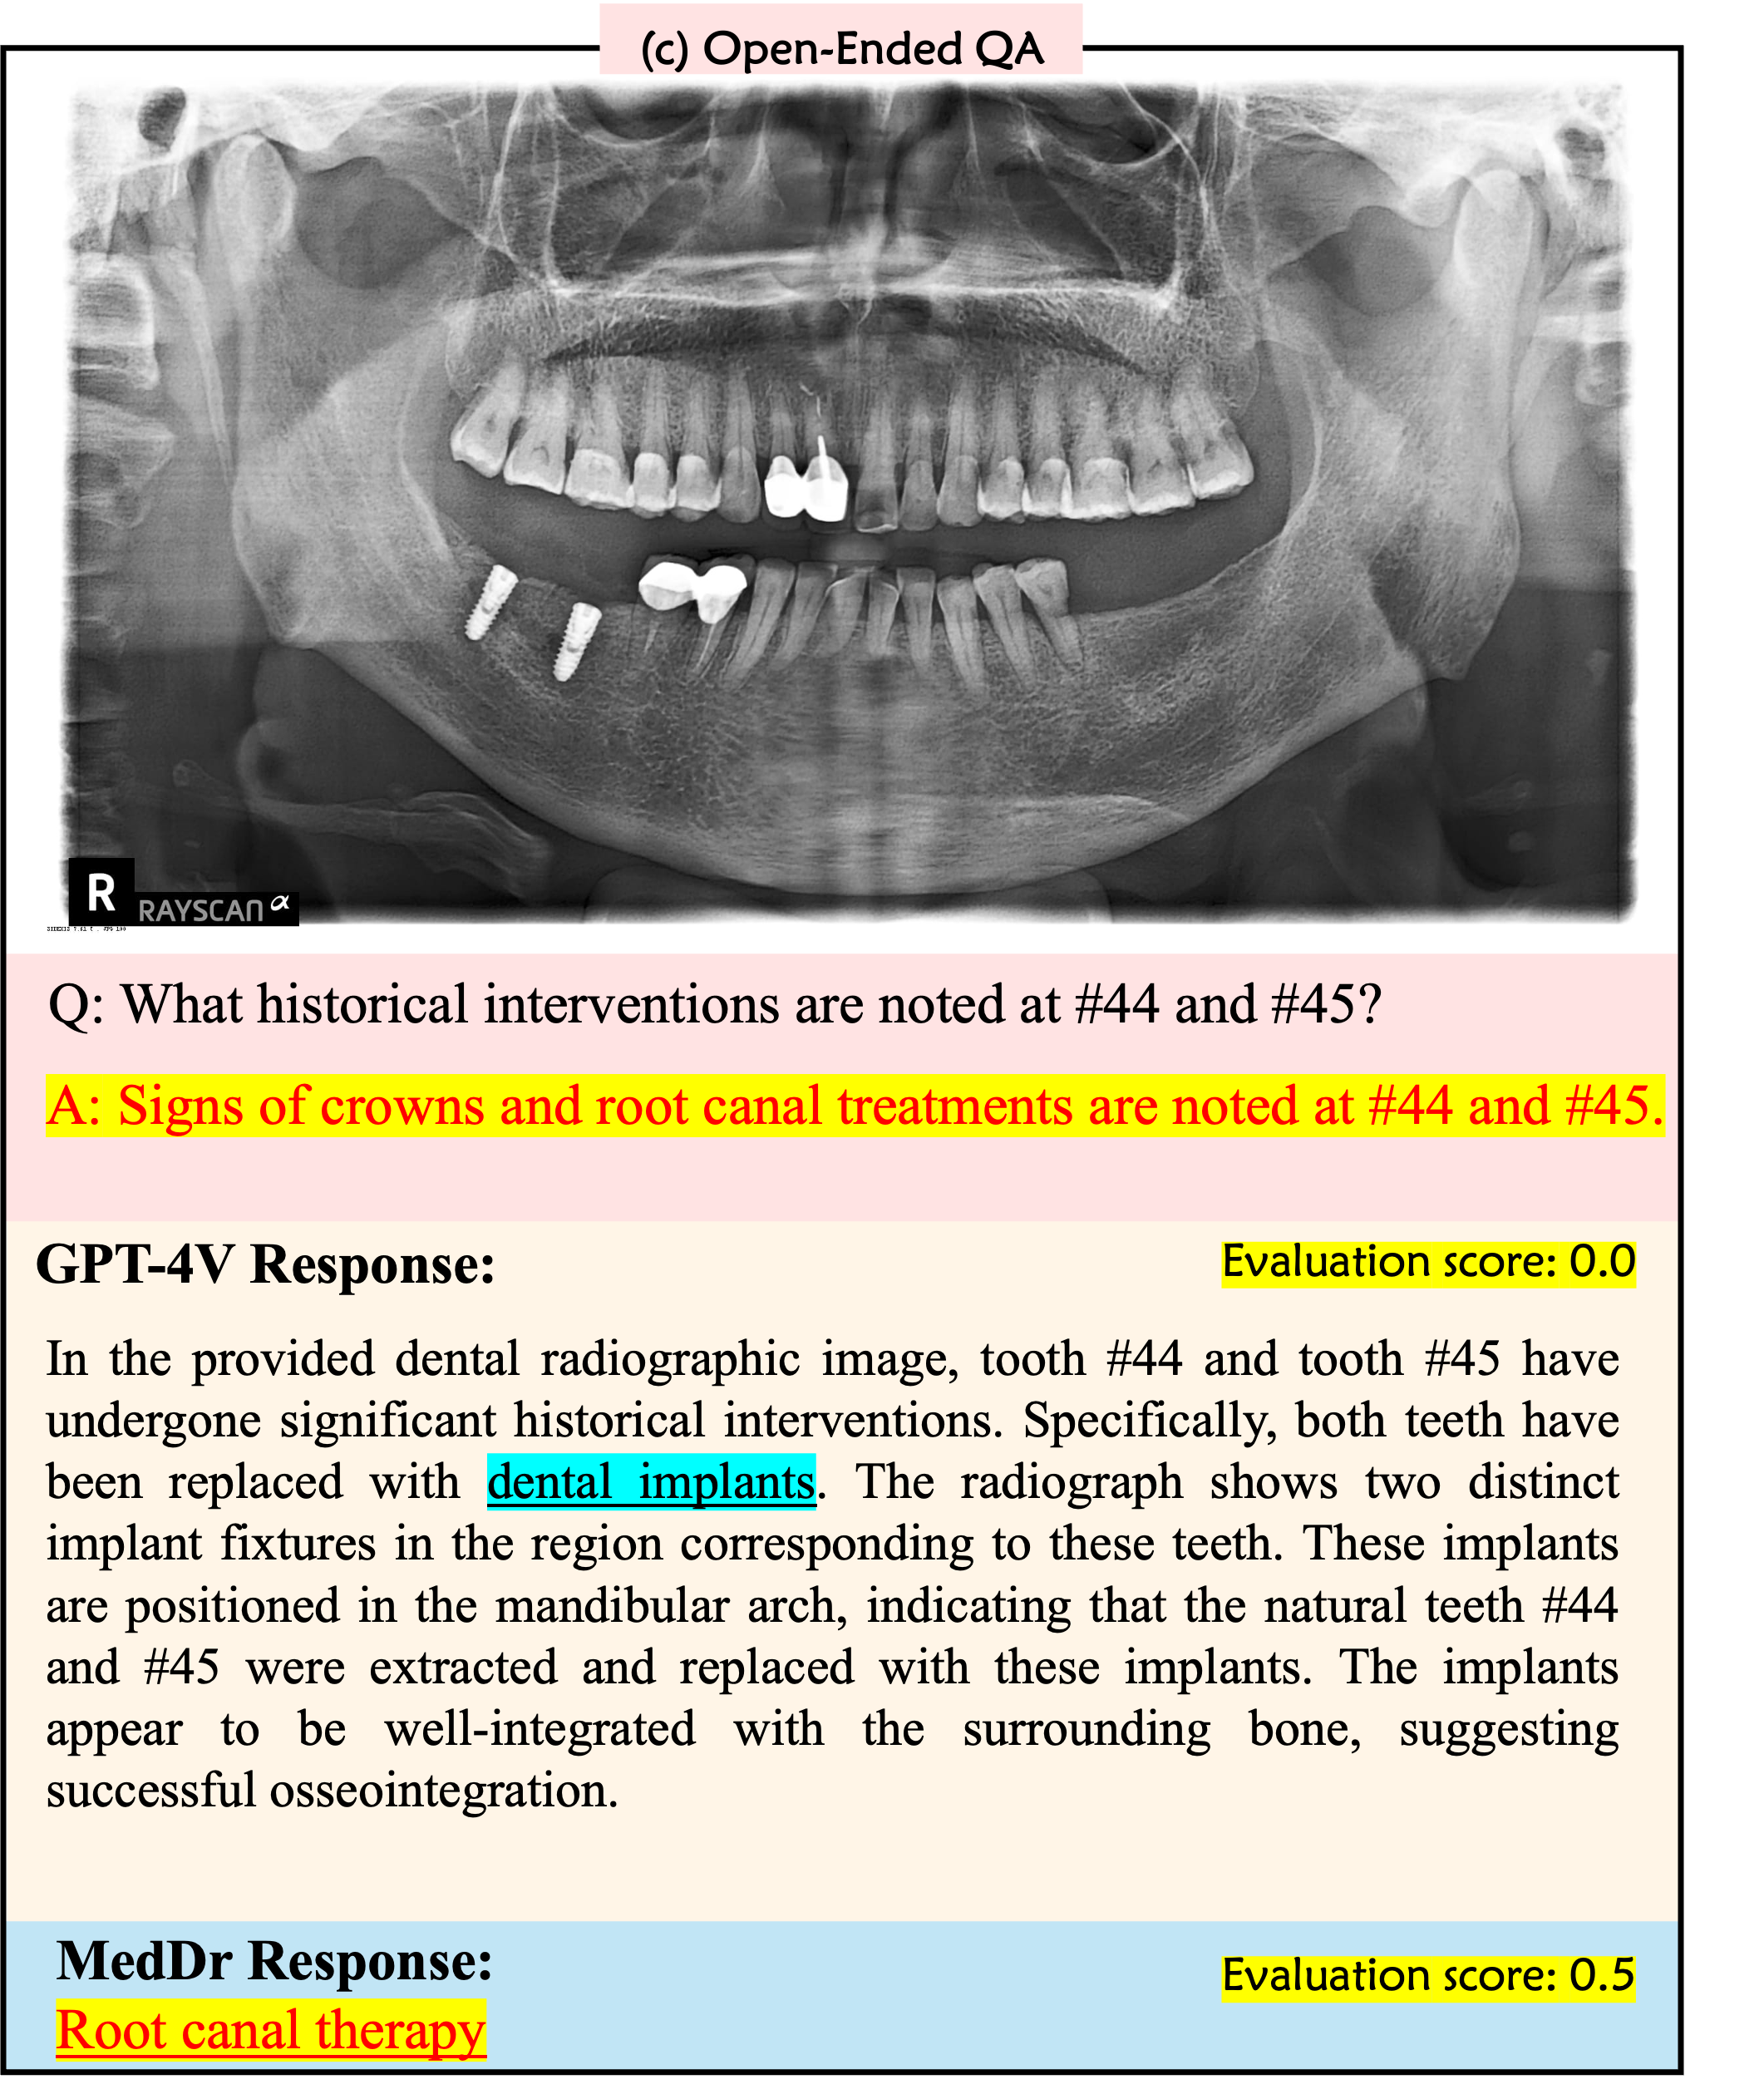 (c) Open-Ended QA
R
RAYSCAN α
Q: What historical interventions are noted at #44 and #45?
A: Signs of crowns and root canal treatments are noted at #44 and #45.
GPT-4V Response:
Evaluation score: 0.0
In the provided dental radiographic image, tooth #44 and tooth #45 have
undergone significant historical interventions. Specifically, both teeth have
been replaced with dental implants. The radiograph shows two distinct
implant fixtures in the region corresponding to these teeth. These implants
are positioned in the mandibular arch, indicating that the natural teeth #44
and #45 were extracted and replaced with these implants. The implants
appear to be well-integrated with the surrounding bone, suggesting
successful osseointegration.
MedDr Response:
Evaluation score: 0.5
Root canal therapy